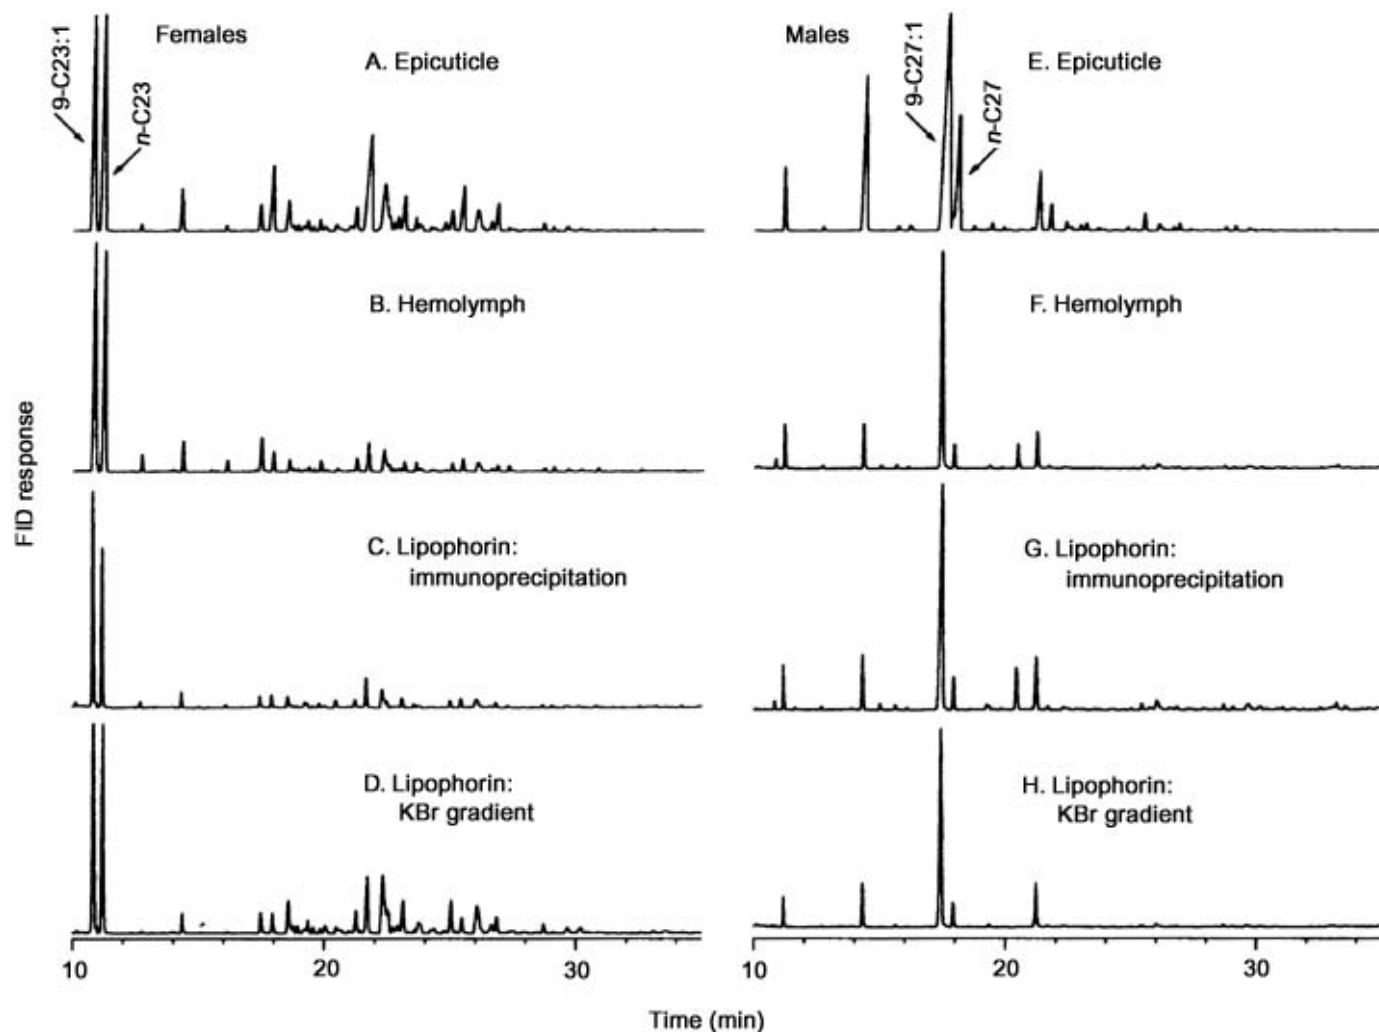 Females
Males
9-C23:1
n-C23
A. Epicuticle
9-C27:1
n-C27
E. Epicuticle
B. Hemolymph
F. Hemolymph
FID response
C. Lipophorin:
immunoprecipitation
G. Lipophorin:
immunoprecipitation
D. Lipophorin:
KBr gradient
H. Lipophorin:
KBr gradient
10 20 30
10 20 30
Time (min)